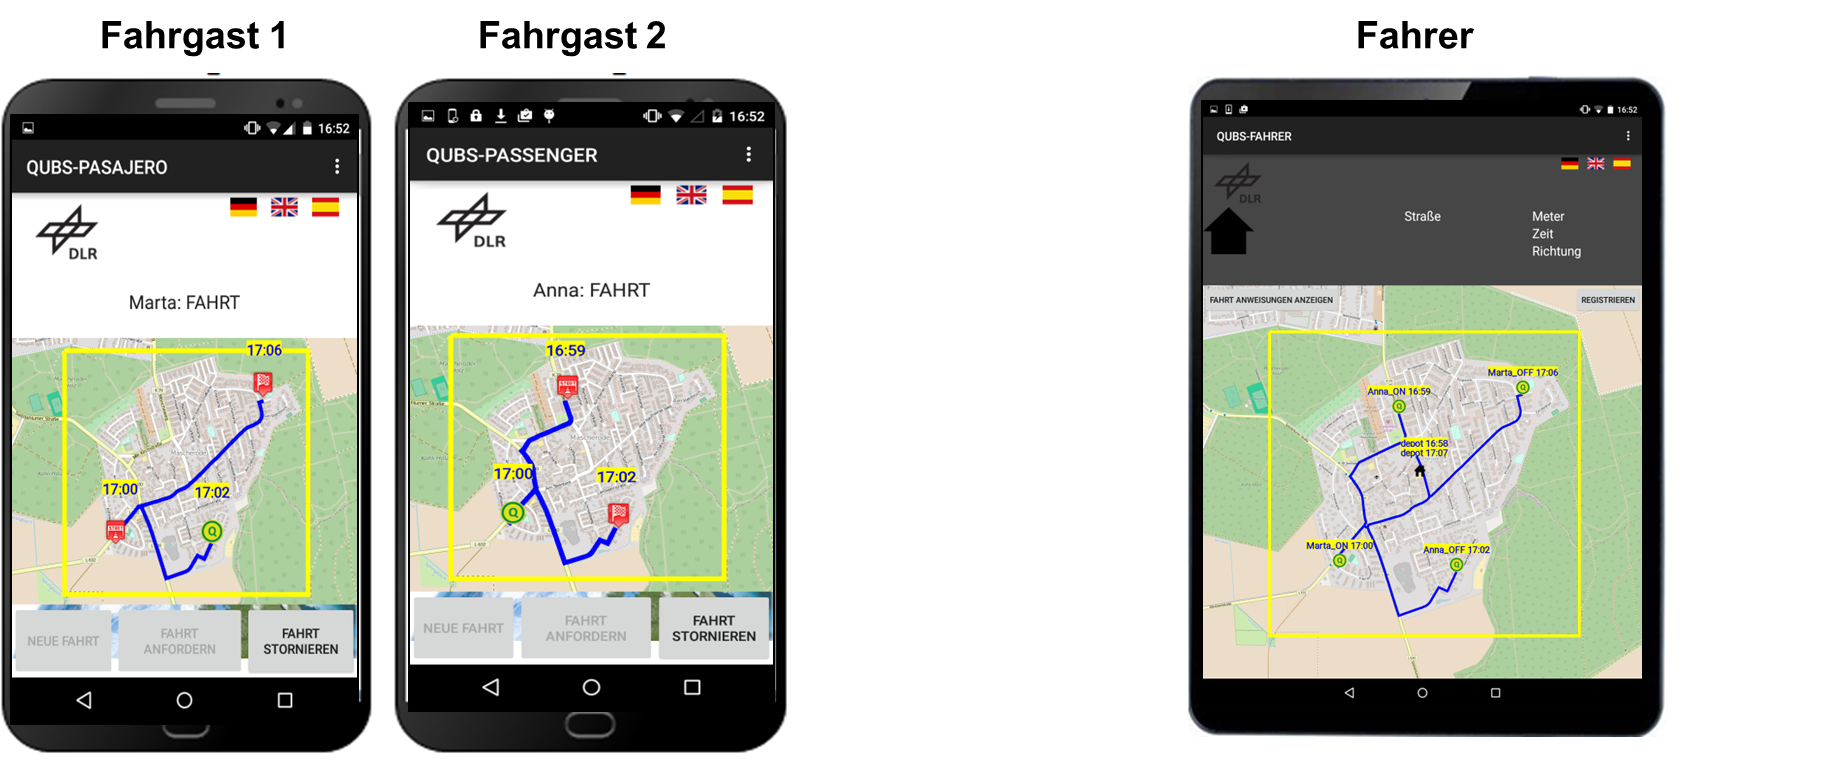 Fahrgast 1
Fahrgast 2
Fahrer
16:52
QUBS-PASAJERO
DLR
Marta: FAHRT
17:06
17:00
17:02
Mascherode
NEUE FAHRT
FAHRT
ANFORDERN
FAHRT
STORNIEREN
16:52
QUBS-PASSENGER
DLR
Anna: FAHRT
16:59
Mascherode
17:00
17:02
NEUE FAHRT
FAHRT
ANFORDERN
FAHRT
STORNIEREN
16:52
QUBS-FAHRER
DLR
Straße
Meter
Zeit
Richtung
FAHRT ANWEISUNGEN ANZEIGEN
REGISTRIEREN
Marta_OFF 17:06
Anna_ON 16:59
depot 16:58
depot 17:07
Marta_ON 17:00
Anna_OFF 17:02